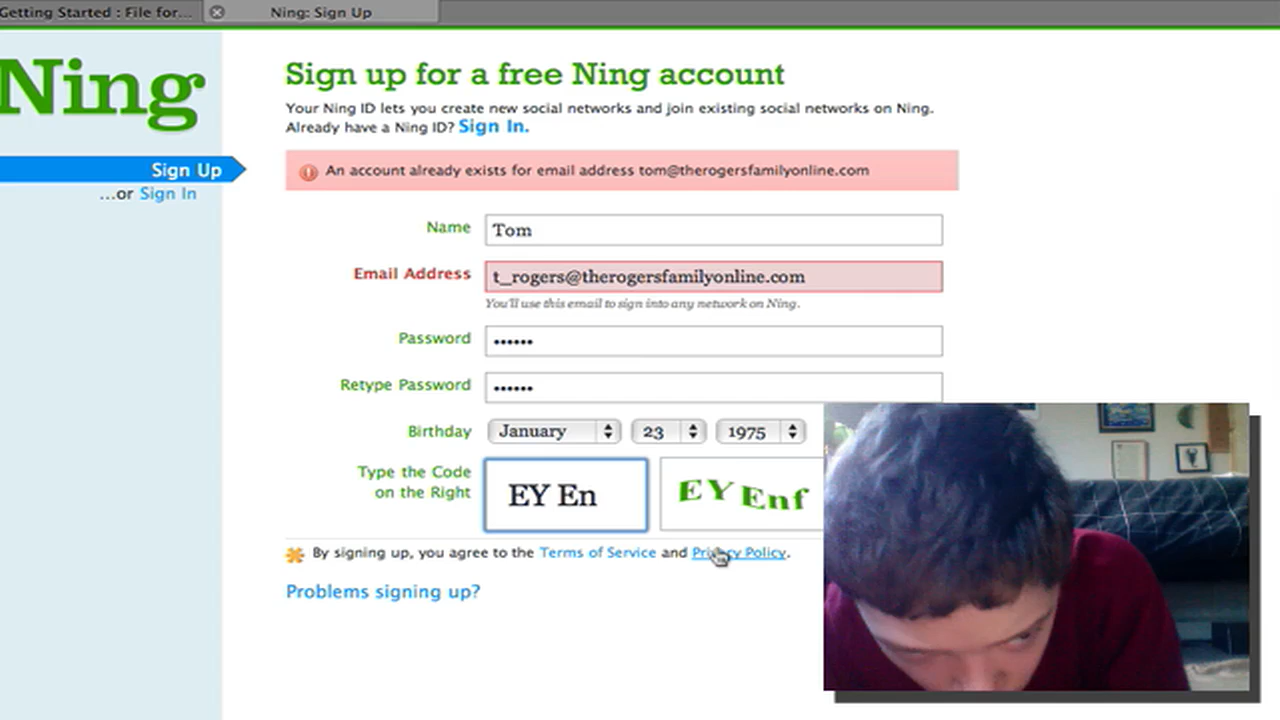 Getting Started : File for...
Ning: Sign Up
Ning
Sign Up
...or Sign In
Sign up for a free Ning account
Your Ning ID lets you create new social networks and join existing social networks on Ning.
Already have a Ning ID? Sign In.
An account already exists for email address tom@therogersfamilyonline.com
Name
Tom
Email Address
t_rogers@therogersfamilyonline.com
You'll use this email to sign into any network on Ning.
Password
••••••
Retype Password
••••••
Birthday
January 23 1975
Type the Code
on the Right
EY En
EY Enf
By signing up, you agree to the Terms of Service and Privacy Policy.
Problems signing up?